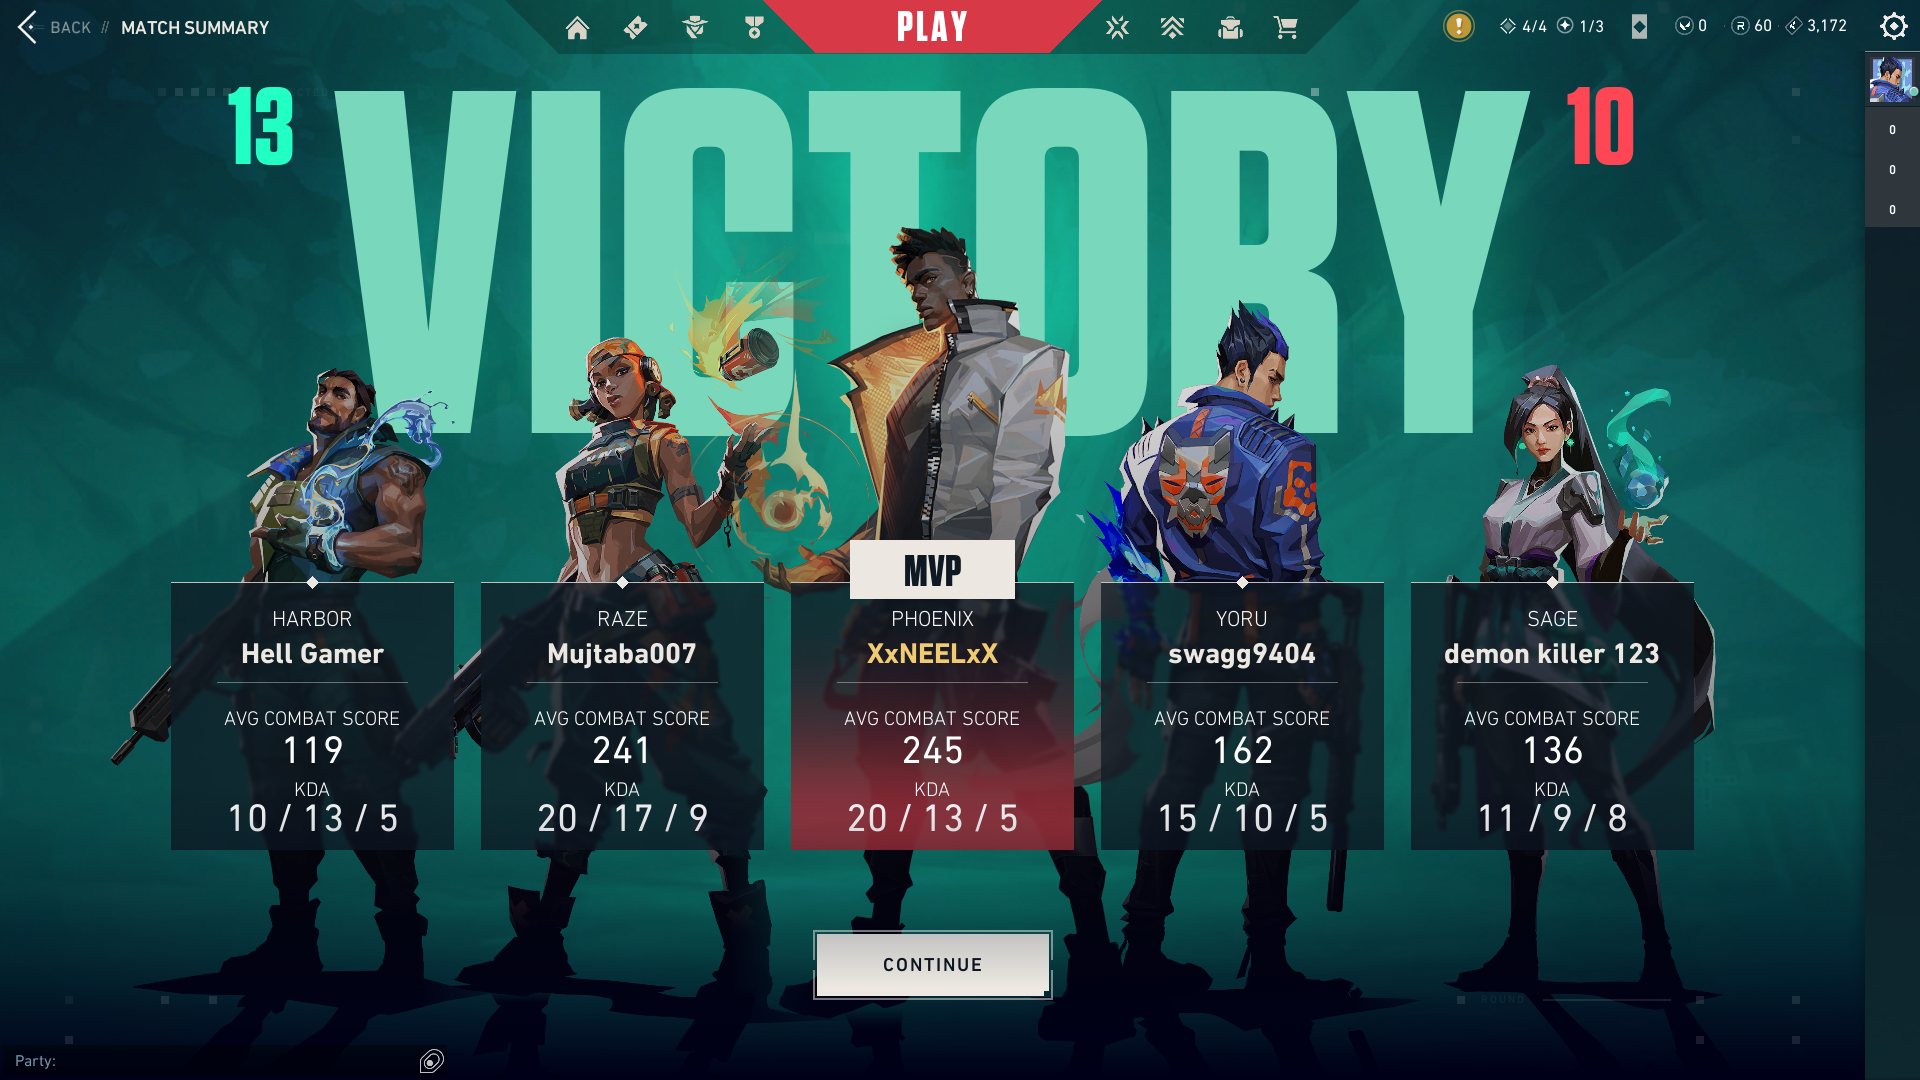 BACK // MATCH SUMMARY
PLAY
4/4 1/3 0 R 60 3,172
13
VICTORY
10
0
0
0
MVP
HARBOR
Hell Gamer
AVG COMBAT SCORE
119
KDA
10 / 13 / 5
RAZE
Mujtaba007
AVG COMBAT SCORE
241
KDA
20 / 17 / 9
PHOENIX
XxNEELxX
AVG COMBAT SCORE
245
KDA
20 / 13 / 5
YORU
swagg9404
AVG COMBAT SCORE
162
KDA
15 / 10 / 5
SAGE
demon killer 123
AVG COMBAT SCORE
136
KDA
11 / 9 / 8
CONTINUE
ROUND
Party: